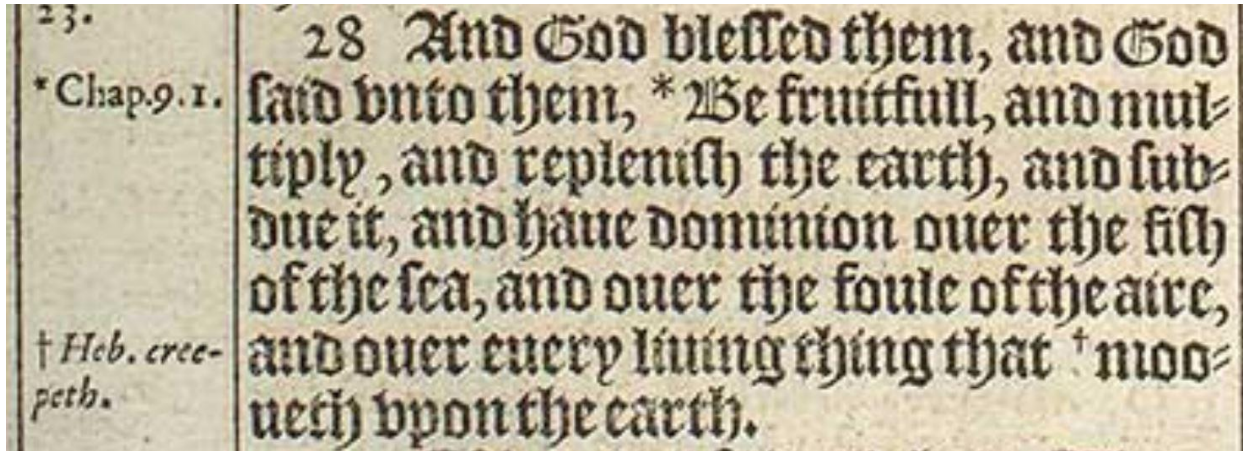 23.
28 And God bleſſed them, and God
*Chap.9.1.
ſaid vnto them, *Be fruitfull, and mul-
tiply, and repleniſh the earth, and ſub-
due it, and haue dominion ouer the fiſh
of the ſea, and ouer the foule of the aire,
† Heb. cree-
and ouer euery liuing thing that †moo-
peth.
ueth vpon the earth.